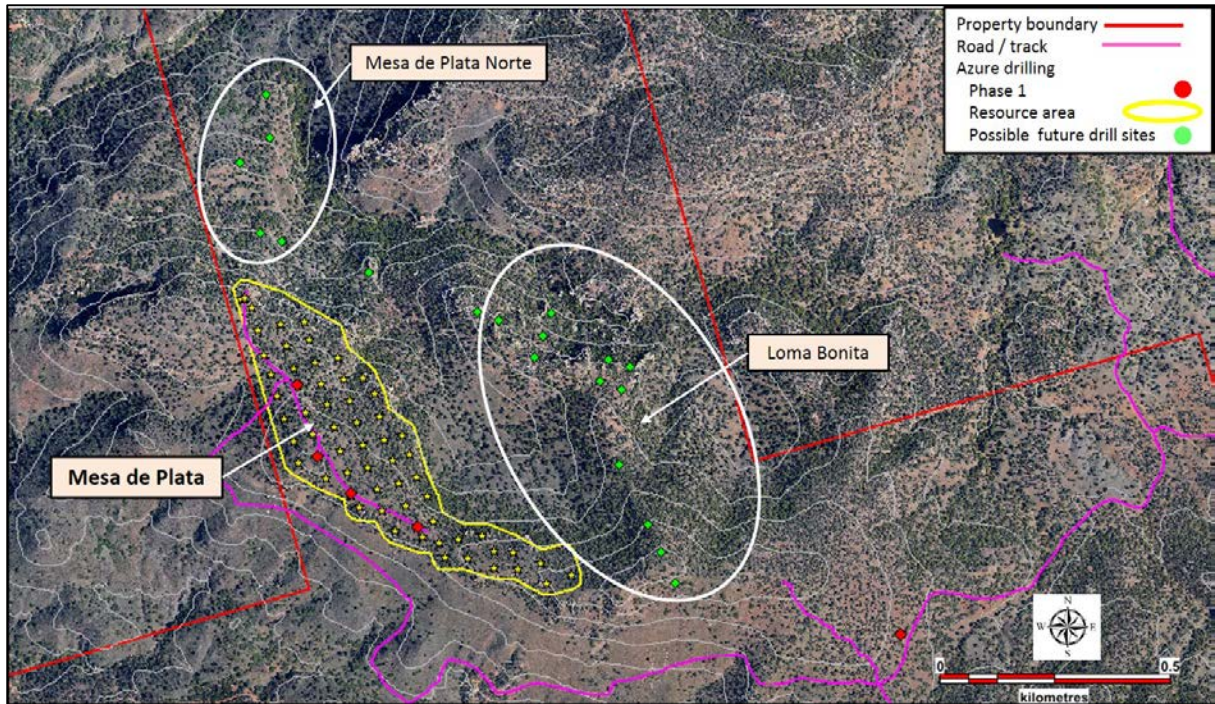 Mesa de Plata Norte
Property boundary
Road / track
Azure drilling
Phase 1
Resource area
Possible future drill sites
Loma Bonita
Mesa de Plata
N
W E
S
0 0.5
kilometres